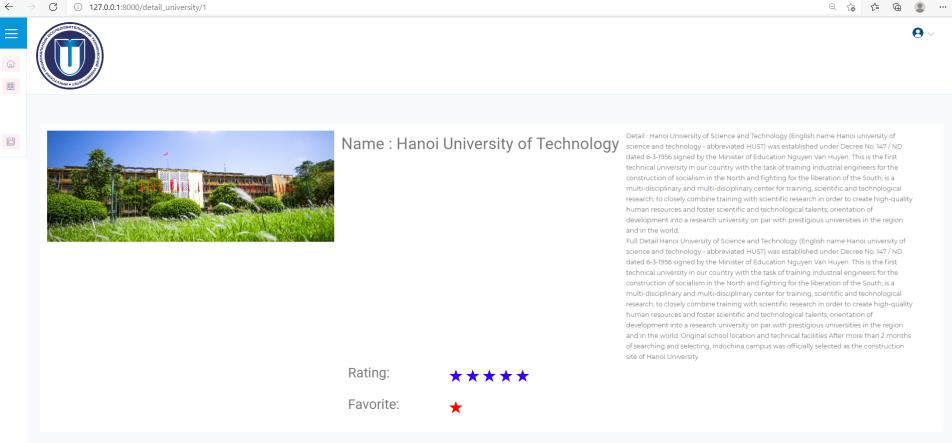 127.0.0.1:8000/detail_university/1
Name : Hanoi University of Technology
Detail : Hanoi University of Science and Technology (English name Hanoi university of
science and technology - abbreviated HUST) was established under Decree No. 147 / ND
dated 6-3-1956 signed by the Minister of Education Nguyen Van Huyen. This is the first
technical university in our country with the task of training industrial engineers for the
construction of socialism in the North and fighting for the liberation of the South; is a
multi-disciplinary and multi-disciplinary center for training, scientific and technological
research; to closely combine training with scientific research in order to create high-quality
human resources and foster scientific and technological talents; orientation of
development into a research university on par with prestigious universities in the region
and in the world.
Full Detail Hanoi University of Science and Technology (English name Hanoi university of
science and technology - abbreviated HUST) was established under Decree No. 147 / ND
dated 6-3-1956 signed by the Minister of Education Nguyen Van Huyen. This is the first
technical university in our country with the task of training industrial engineers for the
construction of socialism in the North and fighting for the liberation of the South; is a
multi-disciplinary and multi-disciplinary center for training, scientific and technological
research; to closely combine training with scientific research in order to create high-quality
human resources and foster scientific and technological talents; orientation of
development into a research university on par with prestigious universities in the region
and in the world. Original school location and technical facilities After more than 2 months
of searching and selecting, Indochina campus was officially selected as the construction
site of Hanoi University
Rating:
Favorite: